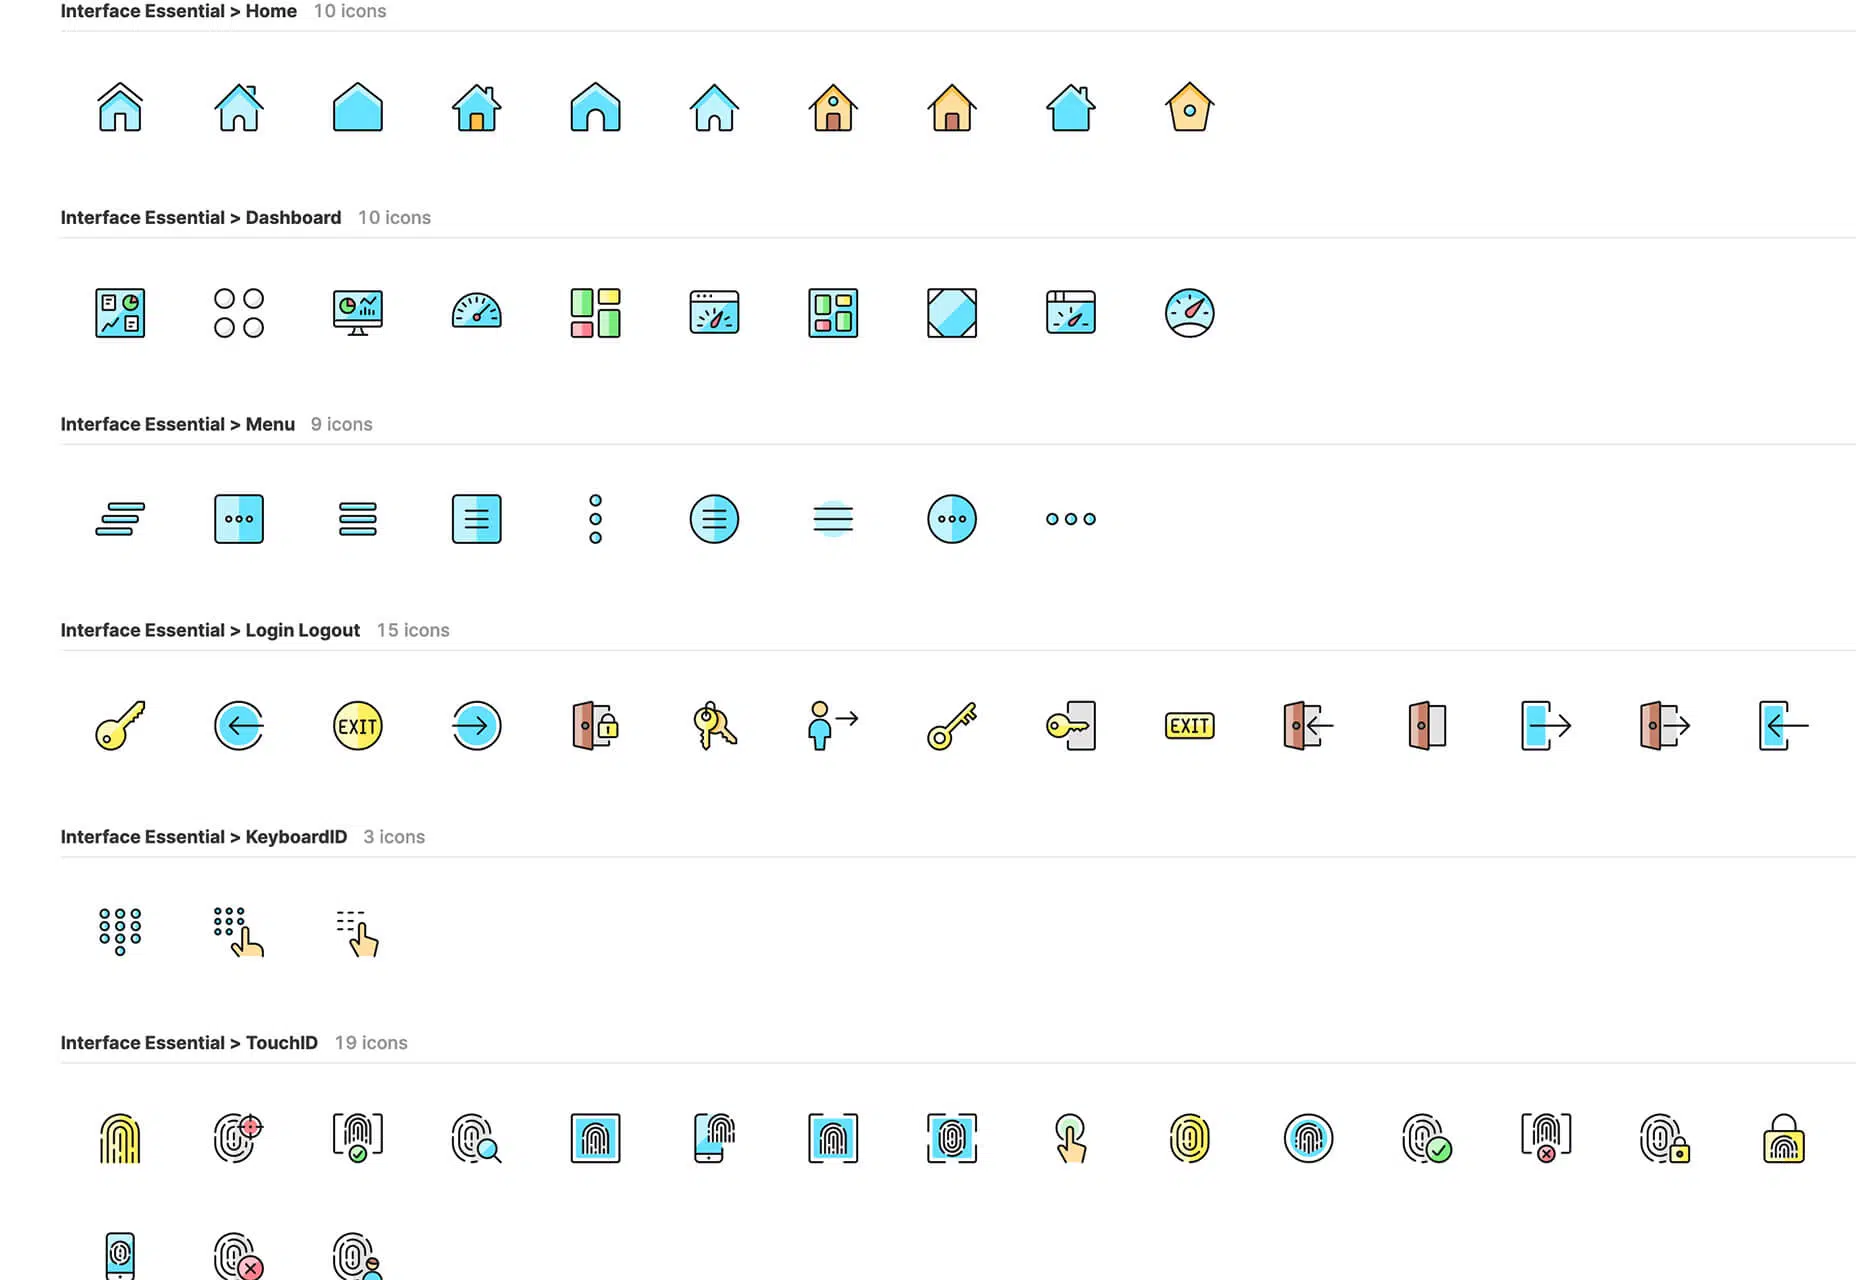 Interface Essential > Home 10 icons
Interface Essential > Dashboard 10 icons
Interface Essential > Menu 9 icons
Interface Essential > Login Logout 15 icons
EXIT
EXIT
Interface Essential > KeyboardID 3 icons
Interface Essential > TouchID 19 icons